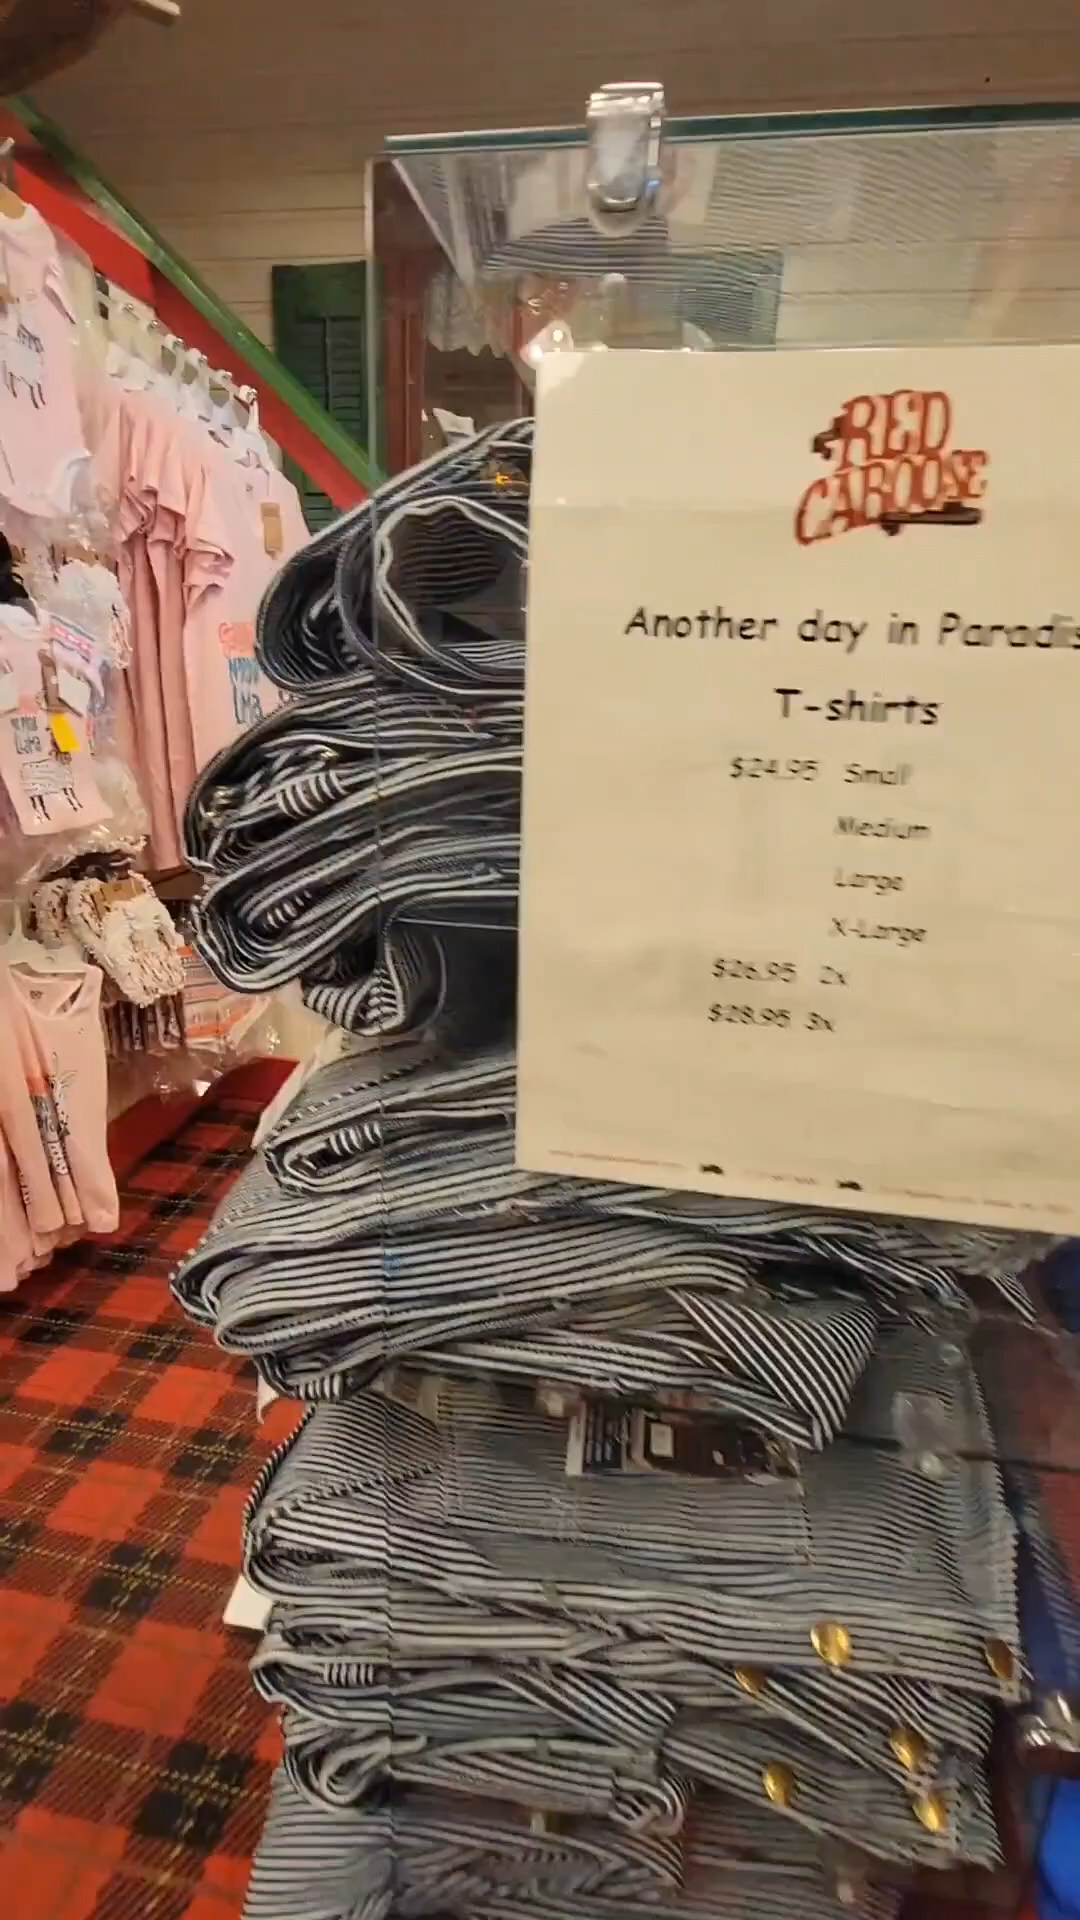 RED
CABOOSE
Another day in Paradis
T-shirts
$24.95 Small
Medium
Large
X-Large
$26.95 2x
$28.95 3x